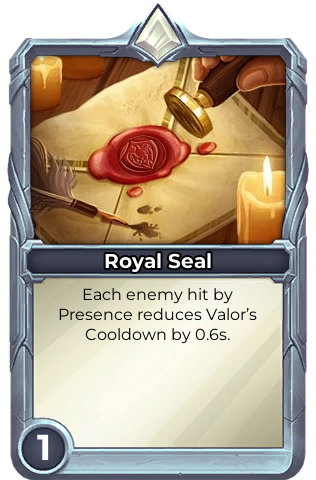 Royal Seal
Each enemy hit by
Presence reduces Valor's
Cooldown by 0.6s.
1